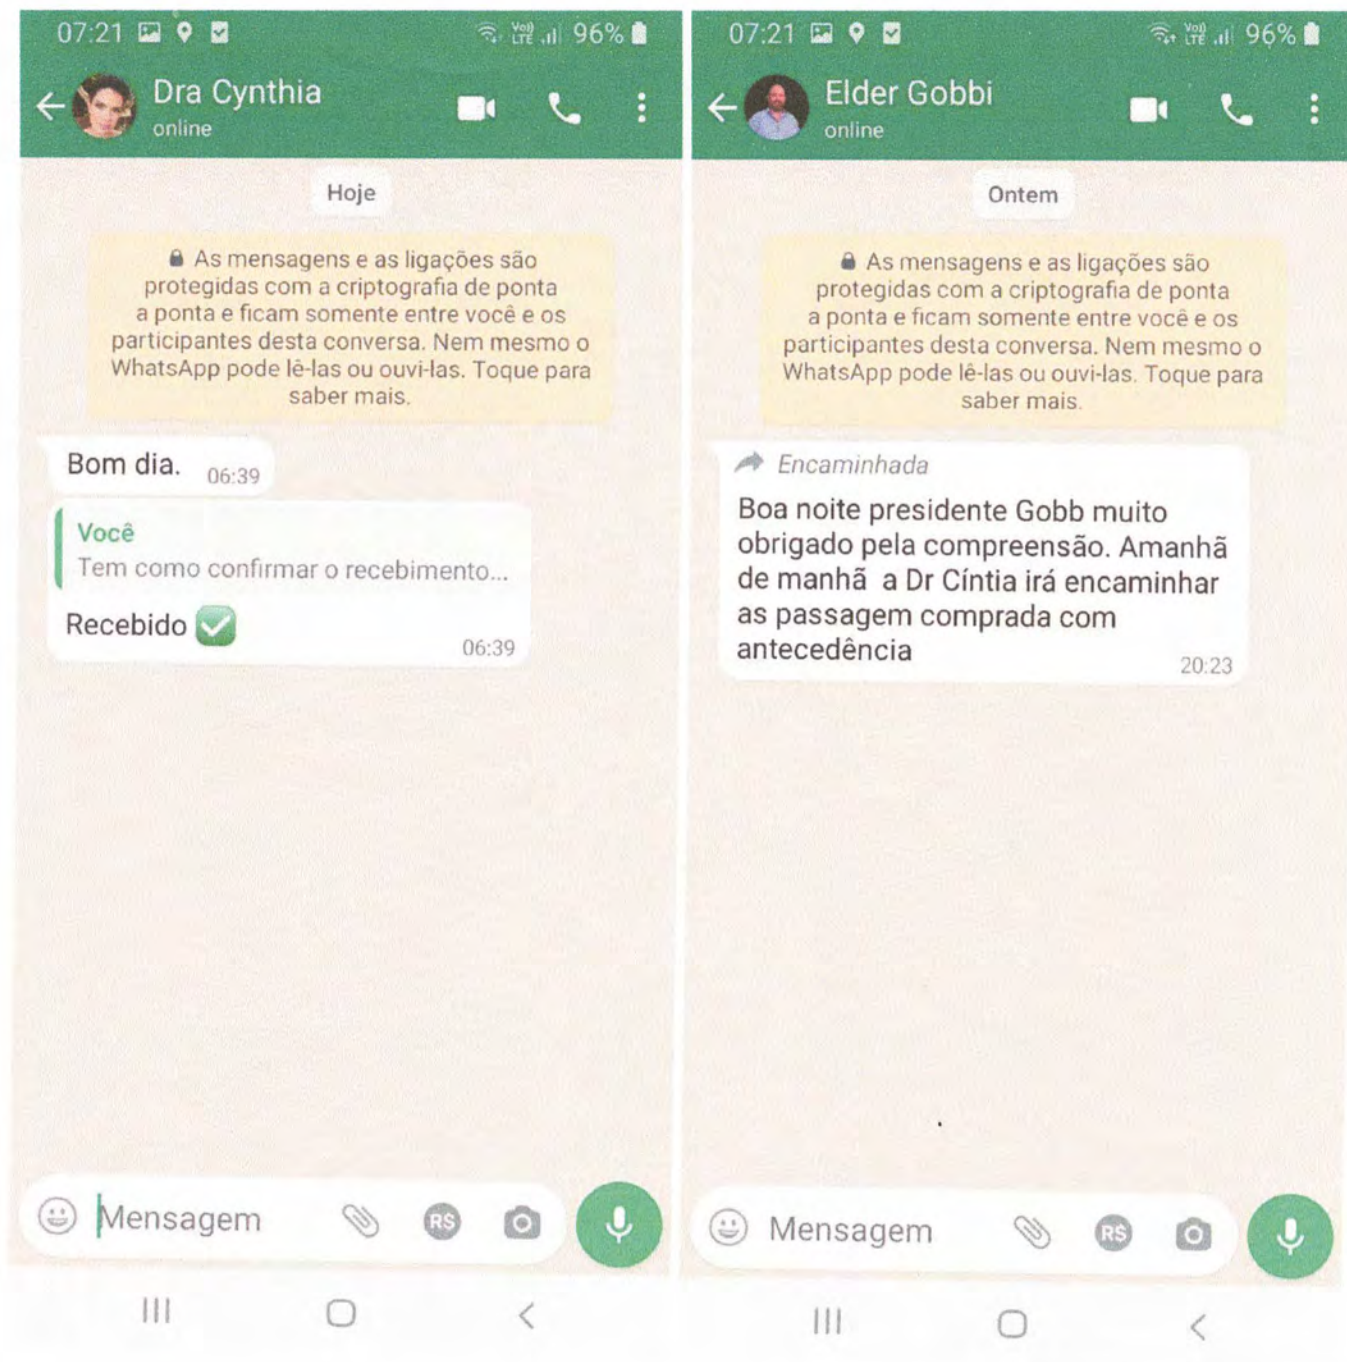 07:21
Vo)) LTE 96%
Dra Cynthia
online
Hoje
As mensagens e as ligações são
protegidas com a criptografia de ponta
a ponta e ficam somente entre você e os
participantes desta conversa. Nem mesmo o
WhatsApp pode lê-las ou ouvi-las. Toque para
saber mais.
Bom dia. 06:39
Você
Tem como confirmar o recebimento...
Recebido ✅
06:39
Mensagem
R$
07:21
Vo)) LTE 96%
Elder Gobbi
online
Ontem
As mensagens e as ligações são
protegidas com a criptografia de ponta
a ponta e ficam somente entre você e os
participantes desta conversa. Nem mesmo o
WhatsApp pode lê-las ou ouvi-las. Toque para
saber mais.
Encaminhada
Boa noite presidente Gobb muito
obrigado pela compreensão. Amanhã
de manhã a Dr Cíntia irá encaminhar
as passagem comprada com
antecedência
20:23
Mensagem
R$